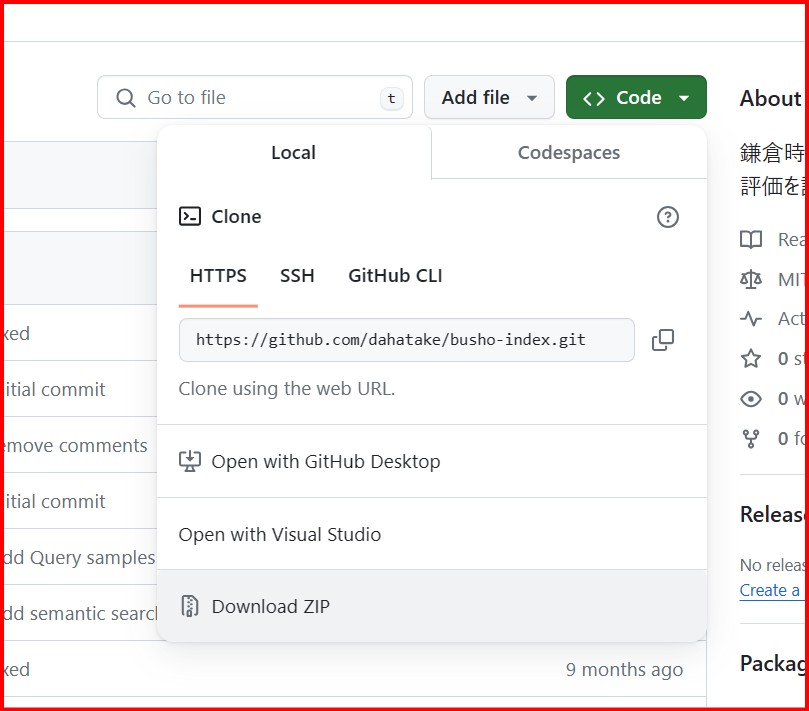 Go to file
t
Add file
Code
About
鎌倉時
評価を
Local
Codespaces
Clone
HTTPS
SSH
GitHub CLI
https://github.com/dahatake/busho-index.git
Clone using the web URL.
Open with GitHub Desktop
Open with Visual Studio
Download ZIP
xed
itial commit
emove comments
itial commit
dd Query samples
dd semantic searc
xed
9 months ago
Rea
MIT
Act
0 st
0 w
0 fo
Releas
No releas
Create a
Packag